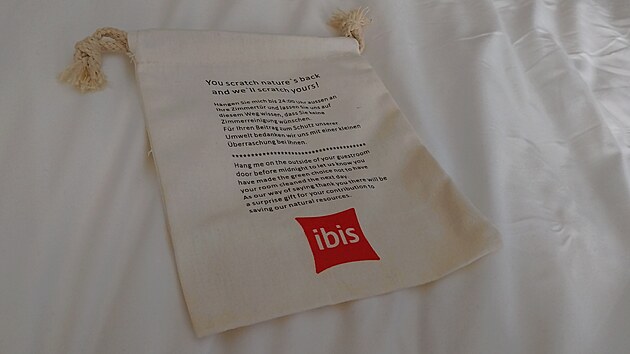 You scratch nature`s back
and we`ll scratch yours!
Hängen Sie mich bis 24:00 Uhr aussen an
Ihre Zimmertür und lassen Sie uns auf
diesem Weg wissen, dass Sie keine
Zimmerreinigung wünschen.
Für Ihren Beitrag zum Schutz unserer
Umwelt bedanken wir uns mit einer kleinen
Überraschung bei Ihnen.
Hang me on the outside of your guestroom
door before midnight to let us know you
have made the green choice not to have
your room cleaned the next day.
As our way of saying thank you there will be
a surprise gift for your contribution to
saving our natural resources.
ibis